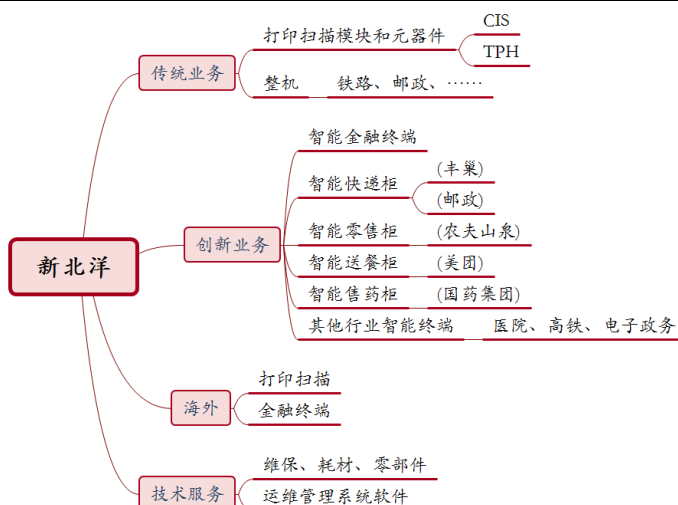 新北洋
传统业务
打印扫描模块和元器件
CIS
TPH
整机
铁路、邮政、……
创新业务
智能金融终端
智能快递柜
(丰巢)
(邮政)
智能零售柜
(农夫山泉)
智能送餐柜
(美团)
智能售药柜
(国药集团)
其他行业智能终端
医院、高铁、电子政务
海外
打印扫描
金融终端
技术服务
维保、耗材、零部件
运维管理系统软件